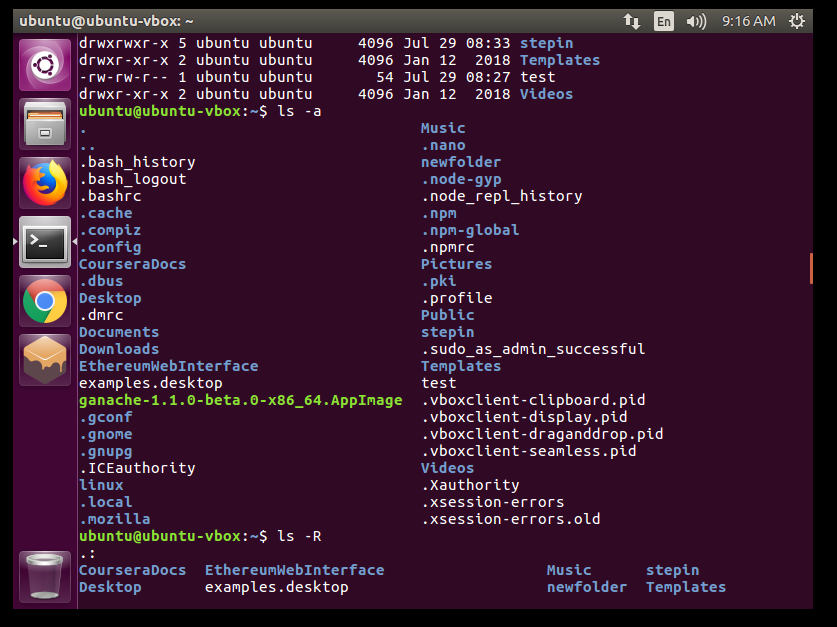 ubuntu@ubuntu-vbox: ~ En 9:16 AM
drwxrwxr-x 5 ubuntu ubuntu     4096 Jul 29 08:33 stepin
drwxr-xr-x 2 ubuntu ubuntu     4096 Jan 12  2018 Templates
-rw-rw-r-- 1 ubuntu ubuntu       54 Jul 29 08:27 test
drwxr-xr-x 2 ubuntu ubuntu     4096 Jan 12  2018 Videos
ubuntu@ubuntu-vbox:~$ ls -a
.                                     Music
..                                    .nano
.bash_history                         newfolder
.bash_logout                          .node-gyp
.bashrc                               .node_repl_history
.cache                                .npm
.compiz                               .npm-global
.config                               .npmrc
CourseraDocs                          Pictures
.dbus                                 .pki
Desktop                               .profile
.dmrc                                 Public
Documents                             stepin
Downloads                             .sudo_as_admin_successful
EthereumWebInterface                  Templates
examples.desktop                      test
ganache-1.1.0-beta.0-x86_64.AppImage  .vboxclient-clipboard.pid
.gconf                                .vboxclient-display.pid
.gnome                                .vboxclient-draganddrop.pid
.gnupg                                .vboxclient-seamless.pid
.ICEauthority                         Videos
linux                                 .Xauthority
.local                                .xsession-errors
.mozilla                              .xsession-errors.old
ubuntu@ubuntu-vbox:~$ ls -R
.:
CourseraDocs  EthereumWebInterface                  Music      stepin
Desktop       examples.desktop                      newfolder  Templates